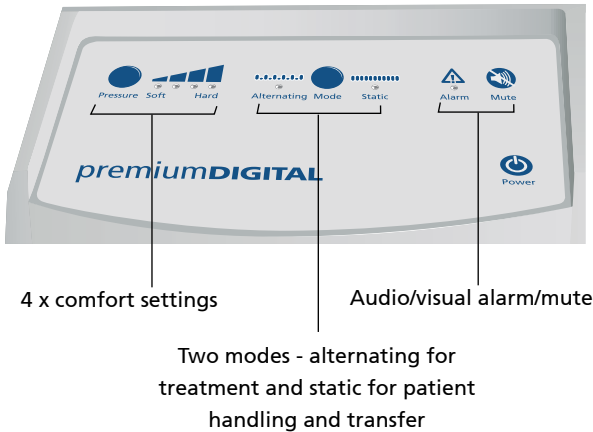 Pressure Soft Hard
Alternating Mode Static
Alarm Mute
premiumDIGITAL
Power
4 x comfort settings
Audio/visual alarm/mute
Two modes - alternating for
treatment and static for patient
handling and transfer